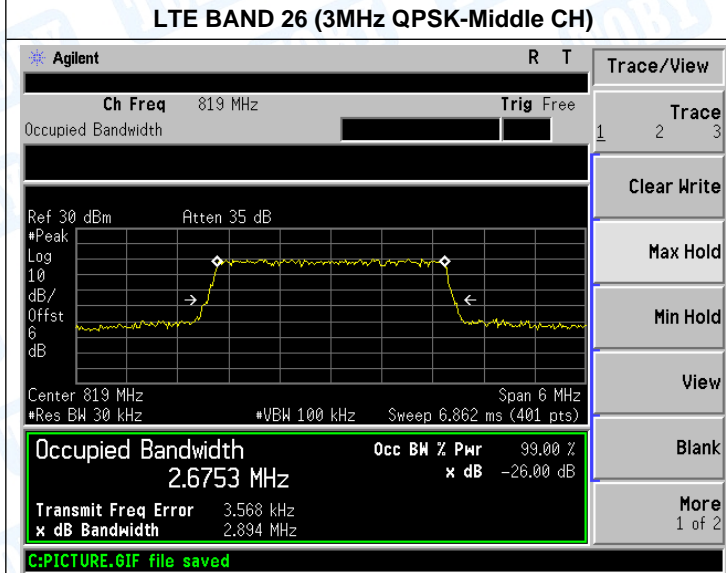 LTE BAND 26 (3MHz QPSK-Middle CH)
Agilent R T
Trace/View
Ch Freq 819 MHz Trig Free
Occupied Bandwidth
Trace
1 2 3
Clear Write
Ref 30 dBm Atten 35 dB
#Peak
Log
10
dB/
Offst
6
dB
Max Hold
Min Hold
View
Center 819 MHz Span 6 MHz
#Res BW 30 kHz #VBW 100 kHz Sweep 6.862 ms (401 pts)
Occupied Bandwidth Occ BW % Pwr 99.00 %
2.6753 MHz x dB -26.00 dB
Blank
Transmit Freq Error 3.568 kHz
x dB Bandwidth 2.894 MHz
More
1 of 2
C:PICTURE.GIF file saved